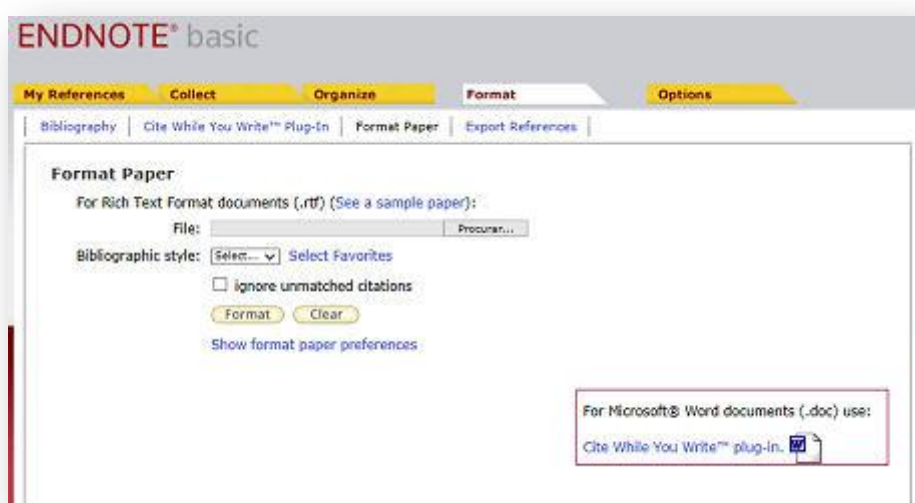 ENDNOTE® basic
My References Collect Organize Format Options
Bibliography | Cite While You Write™ Plug-In | Format Paper | Export References |
Format Paper
For Rich Text Format documents (.rtf) (See a sample paper):
File: Procurar...
Bibliographic style: Select... Select Favorites
ignore unmatched citations
Format Clear
Show format paper preferences
For Microsoft® Word documents (.doc) use:
Cite While You Write™ plug-in. W